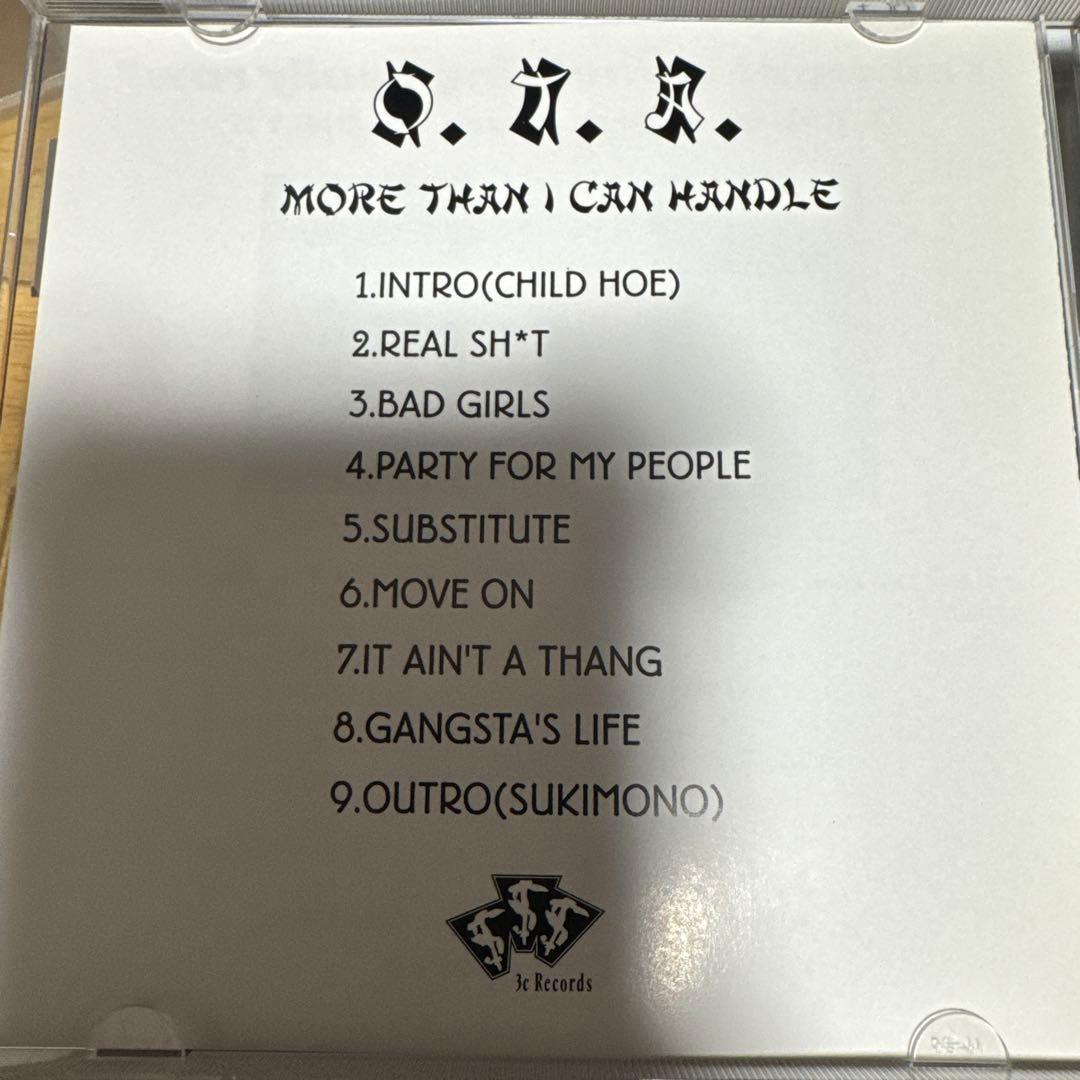 O. T. A.
MORE THAN I CAN HANDLE
1.INTRO(CHILD HOE)
2.REAL SH*T
3.BAD GIRLS
4.PARTY FOR MY PEOPLE
5.SUBSTITUTE
6.MOVE ON
7.IT AIN'T A THANG
8.GANGSTA'S LIFE
9.OUTRO(SUKIMONO)
3c Records